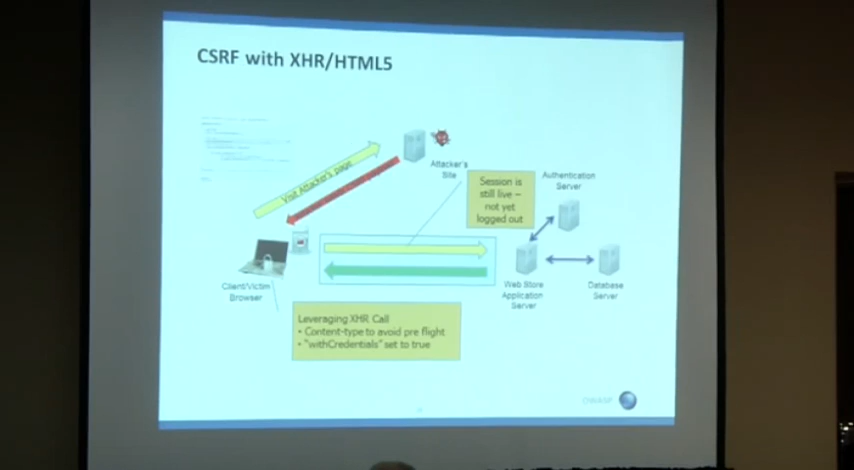 CSRF with XHR/HTML5
Visit Attacker's page
Attacker's
Site
Session is
still live –
not yet
logged out
Authentication
Server
Client/Victim
Browser
Web Store
Application
Server
Database
Server
Leveraging XHR Call
• Content-type to avoid pre flight
• "withCredentials" set to true
OWASP